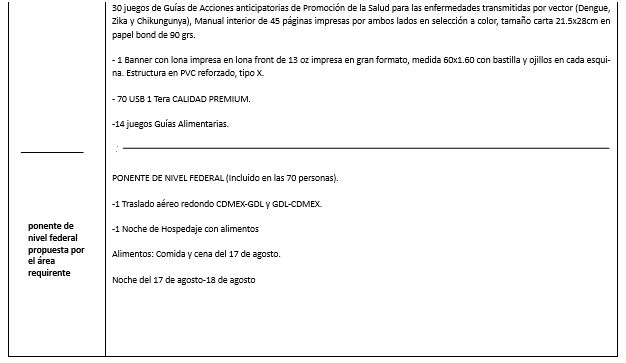 30 juegos de Guías de Acciones anticipatorias de Promoción de la Salud para las enfermedades transmitidas por vector (Dengue,
Zika y Chikungunya), Manual interior de 45 páginas impresas por ambos lados en selección a color, tamaño carta 21.5x28cm en
papel bond de 90 grs.
- 1 Banner con lona impresa en lona front de 13 oz impresa en gran formato, medida 60x1.60 con bastilla y ojillos en cada esqui-
na. Estructura en PVC reforzado, tipo X.
- 70 USB 1 Tera CALIDAD PREMIUM.
-14 juegos Guías Alimentarias.
:
PONENTE DE NIVEL FEDERAL (Incluido en las 70 personas).
-1 Traslado aéreo redondo CDMEX-GDL y GDL-CDMEX.
-1 Noche de Hospedaje con alimentos
Alimentos: Comida y cena del 17 de agosto.
Noche del 17 de agosto-18 de agosto
ponente de
nivel federal
propuesta por
el área
requirente